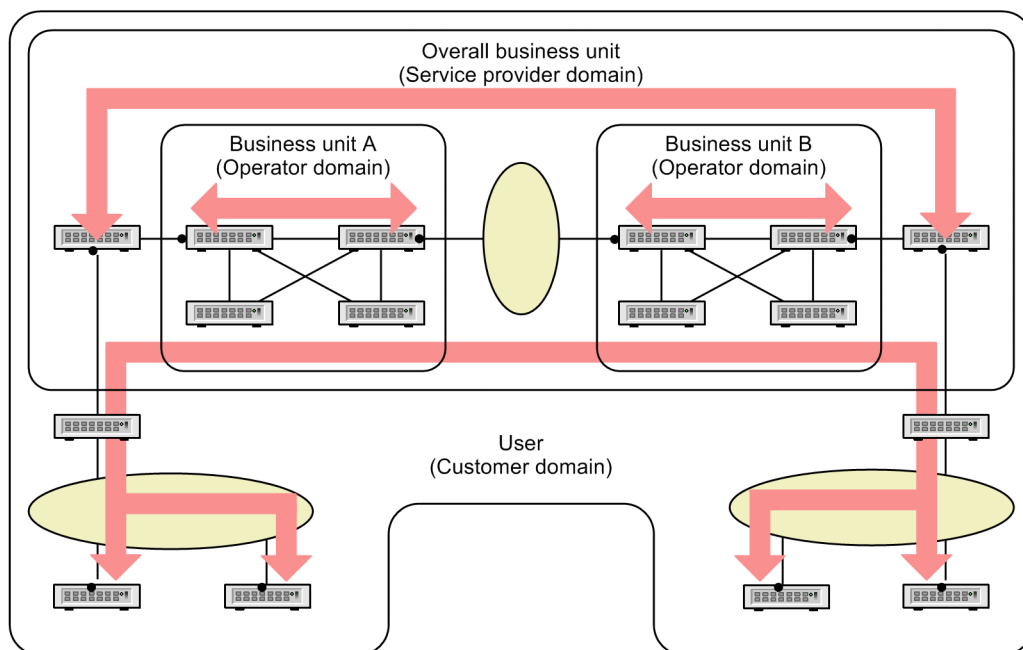 Overall business unit
(Service provider domain)
Business unit A
(Operator domain)
Business unit B
(Operator domain)
User
(Customer domain)